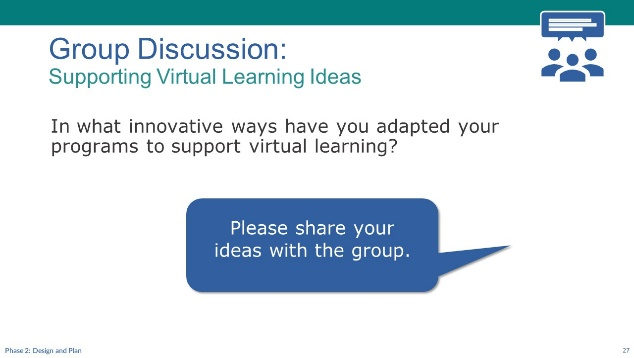 Group Discussion:
Supporting Virtual Learning Ideas
In what innovative ways have you adapted your
programs to support virtual learning?
Please share your
ideas with the group.
Phase 2: Design and Plan
27